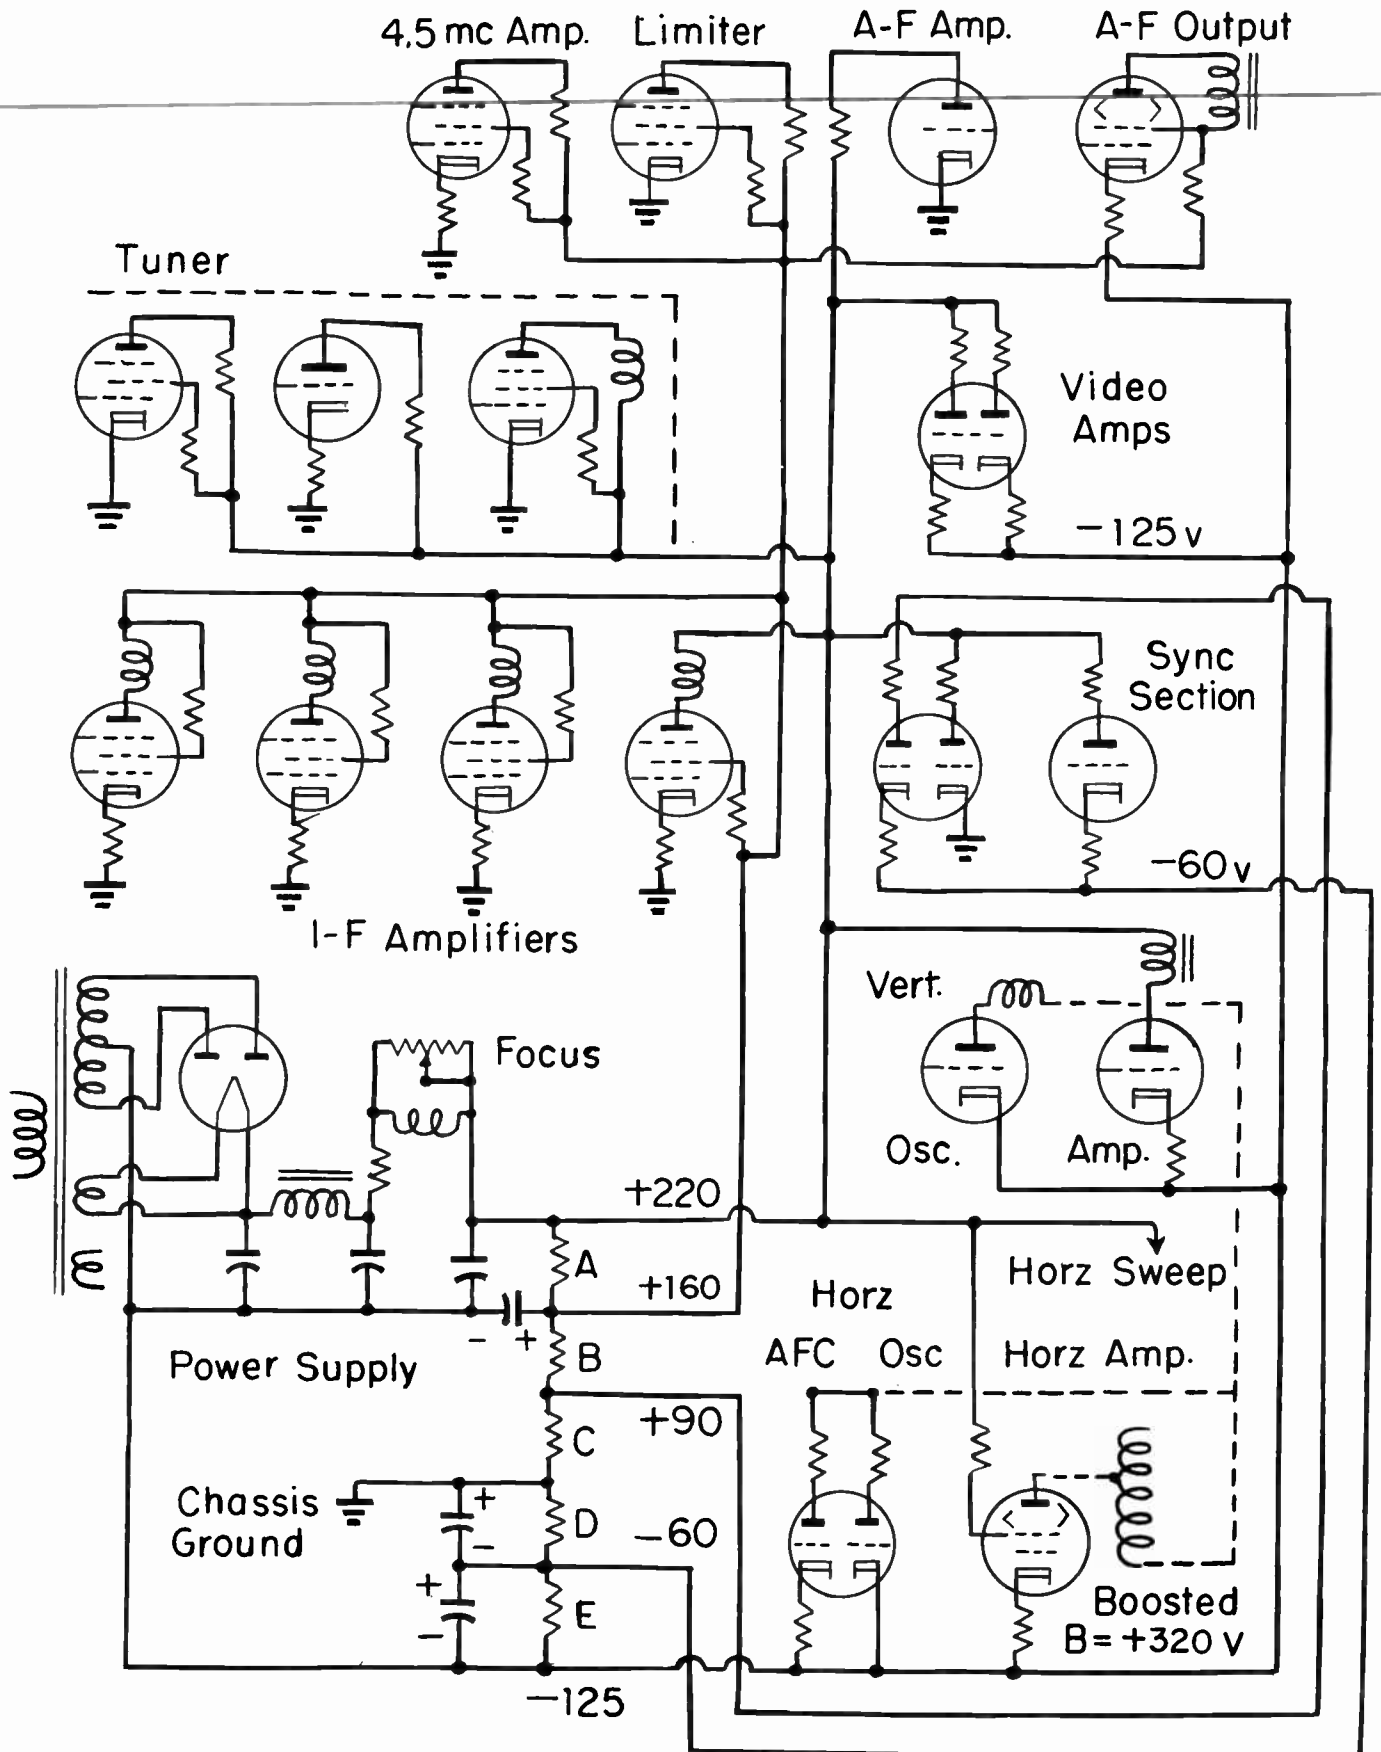 4.5 mc Amp. Limiter A-F Amp. A-F Output
Tuner
Video
Amps
−125 v
Sync
Section
−60 v
I-F Amplifiers
Vert.
Osc. Amp.
Focus
+220
A
+160
Horz Sweep
Horz
- +
B
AFC Osc Horz Amp.
Power Supply
+90
C
Chassis
Ground
+
-
D
−60
+
-
E
Boosted
B = +320 V
−125